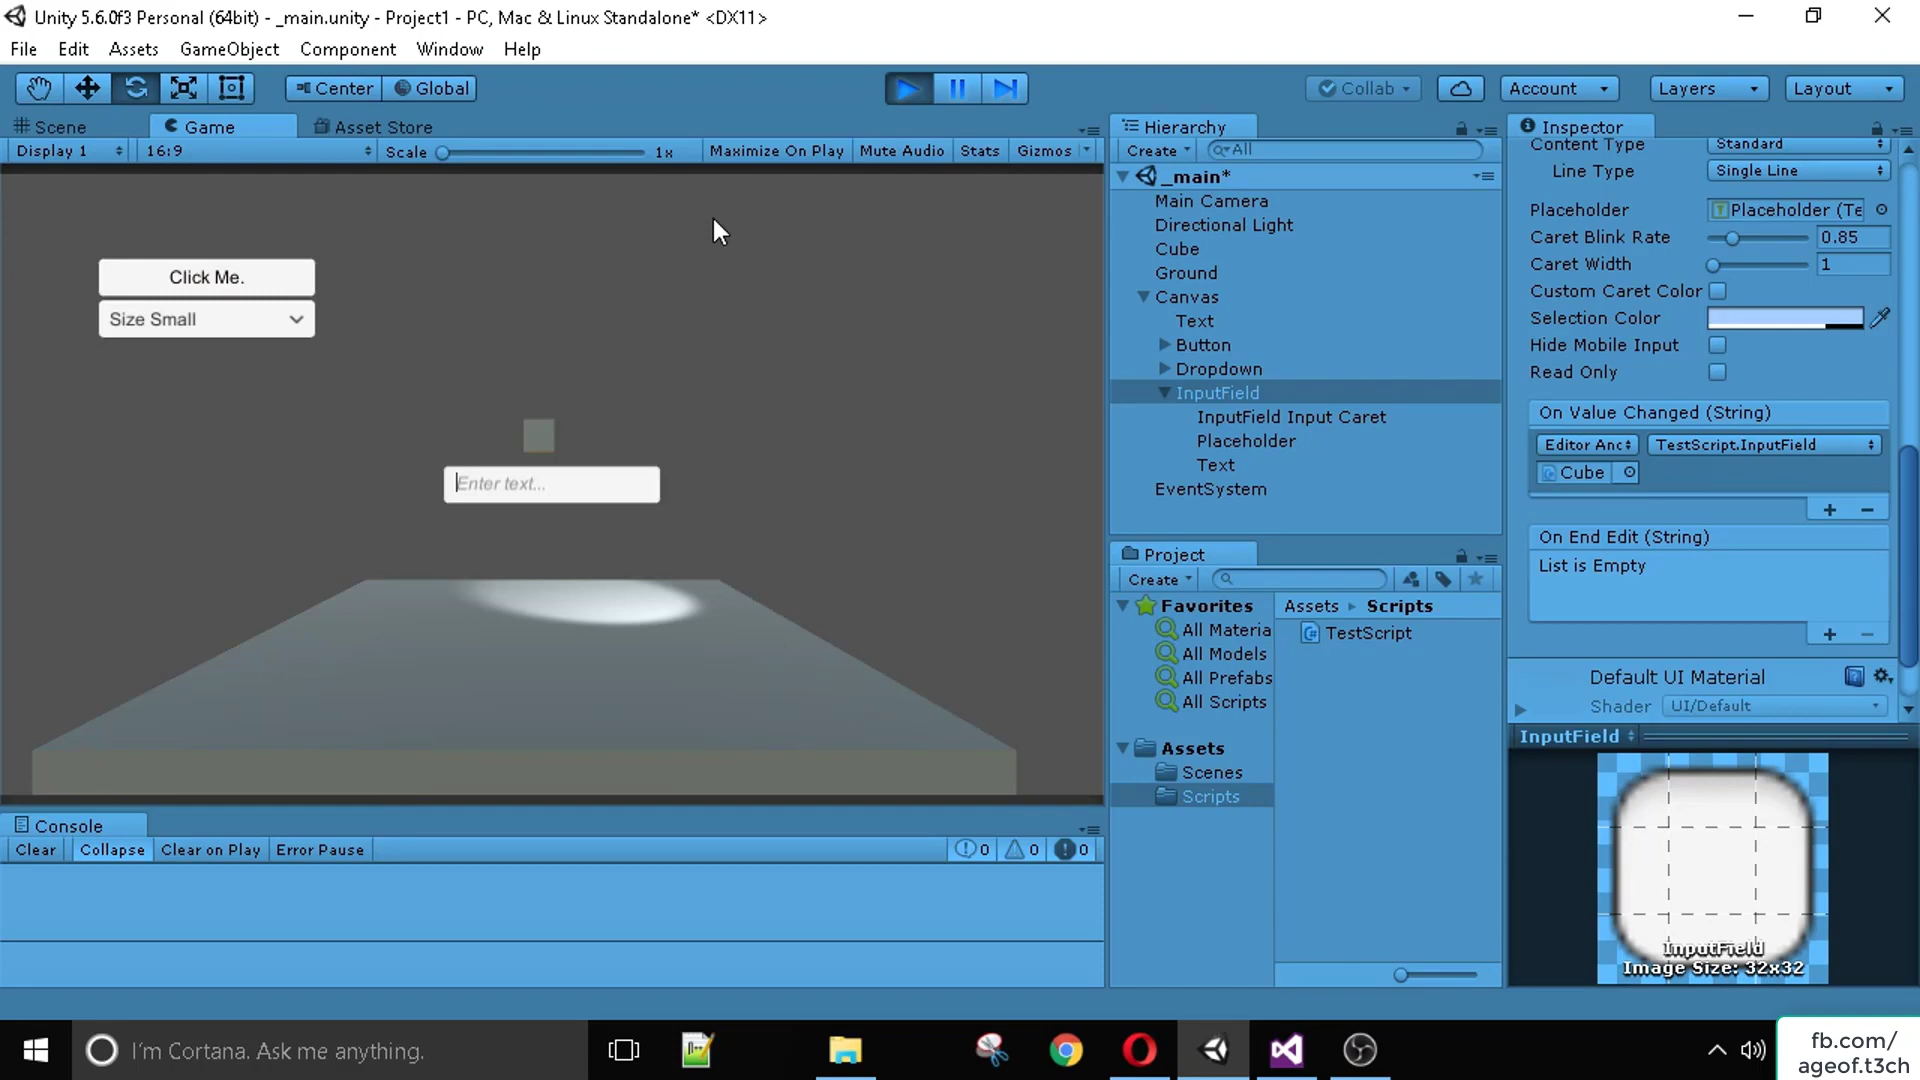 Unity 5.6.0f3 Personal (64bit) - _main.unity - Project1 - PC, Mac & Linux Standalone* <DX11>
File Edit Assets GameObject Component Window Help
Center Global Collab Account Layers Layout
Scene Game Asset Store
Display 1 16:9 Scale 1x Maximize On Play Mute Audio Stats Gizmos
Click Me.
Size Small
Enter text...
Hierarchy
Create All
_main*
Main Camera
Directional Light
Cube
Ground
Canvas
Text
Button
Dropdown
InputField
InputField Input Caret
Placeholder
Text
EventSystem
Project
Create
Favorites
All Materia
All Models
All Prefabs
All Scripts
Assets
Scenes
Scripts
Assets Scripts
TestScript
Inspector
Content Type Standard
Line Type Single Line
Placeholder Placeholder (Te
Caret Blink Rate 0.85
Caret Width 1
Custom Caret Color
Selection Color
Hide Mobile Input
Read Only
On Value Changed (String)
Editor Anc TestScript.InputField
Cube
+ -
On End Edit (String)
List is Empty
+ -
Default UI Material
Shader UI/Default
InputField
InputField
Image Size: 32x32
Console
Clear Collapse Clear on Play Error Pause 0 0 0
I'm Cortana. Ask me anything.
fb.com/
ageof.t3ch